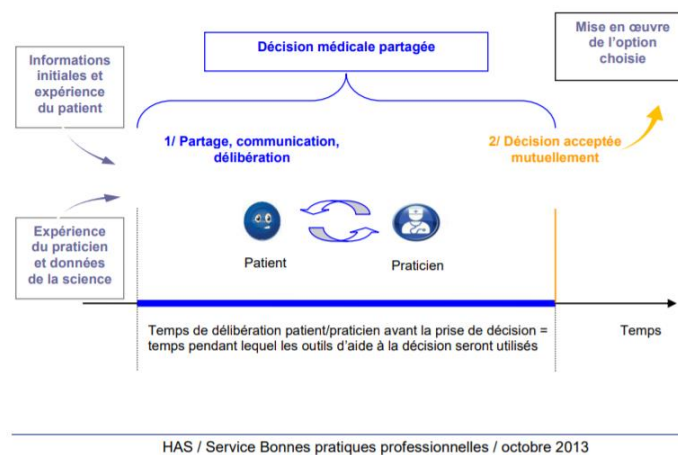 Décision médicale partagée
Mise en œuvre
de l'option
choisie
Informations
initiales et
expérience
du patient
1/ Partage, communication,
délibération
2/ Décision acceptée
mutuellement
Expérience
du praticien
et données
de la science
Patient
Praticien
Temps de délibération patient/praticien avant la prise de décision =
temps pendant lequel les outils d'aide à la décision seront utilisés
Temps
HAS / Service Bonnes pratiques professionnelles / octobre 2013